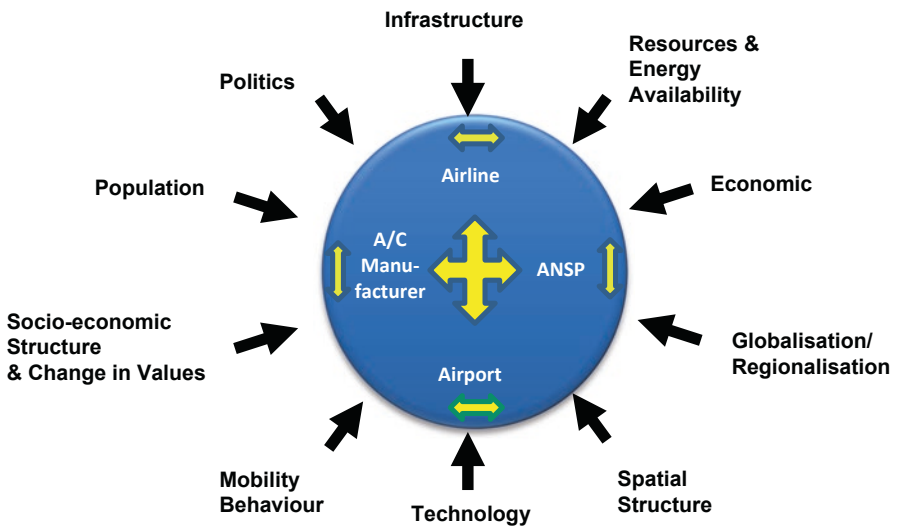 Infrastructure
Resources &
Energy
Availability
Politics
Population
Economic
Airline
A/C
Manu-
facturer
ANSP
Socio-economic
Structure
& Change in Values
Globalisation/
Regionalisation
Airport
Mobility
Behaviour
Technology
Spatial
Structure